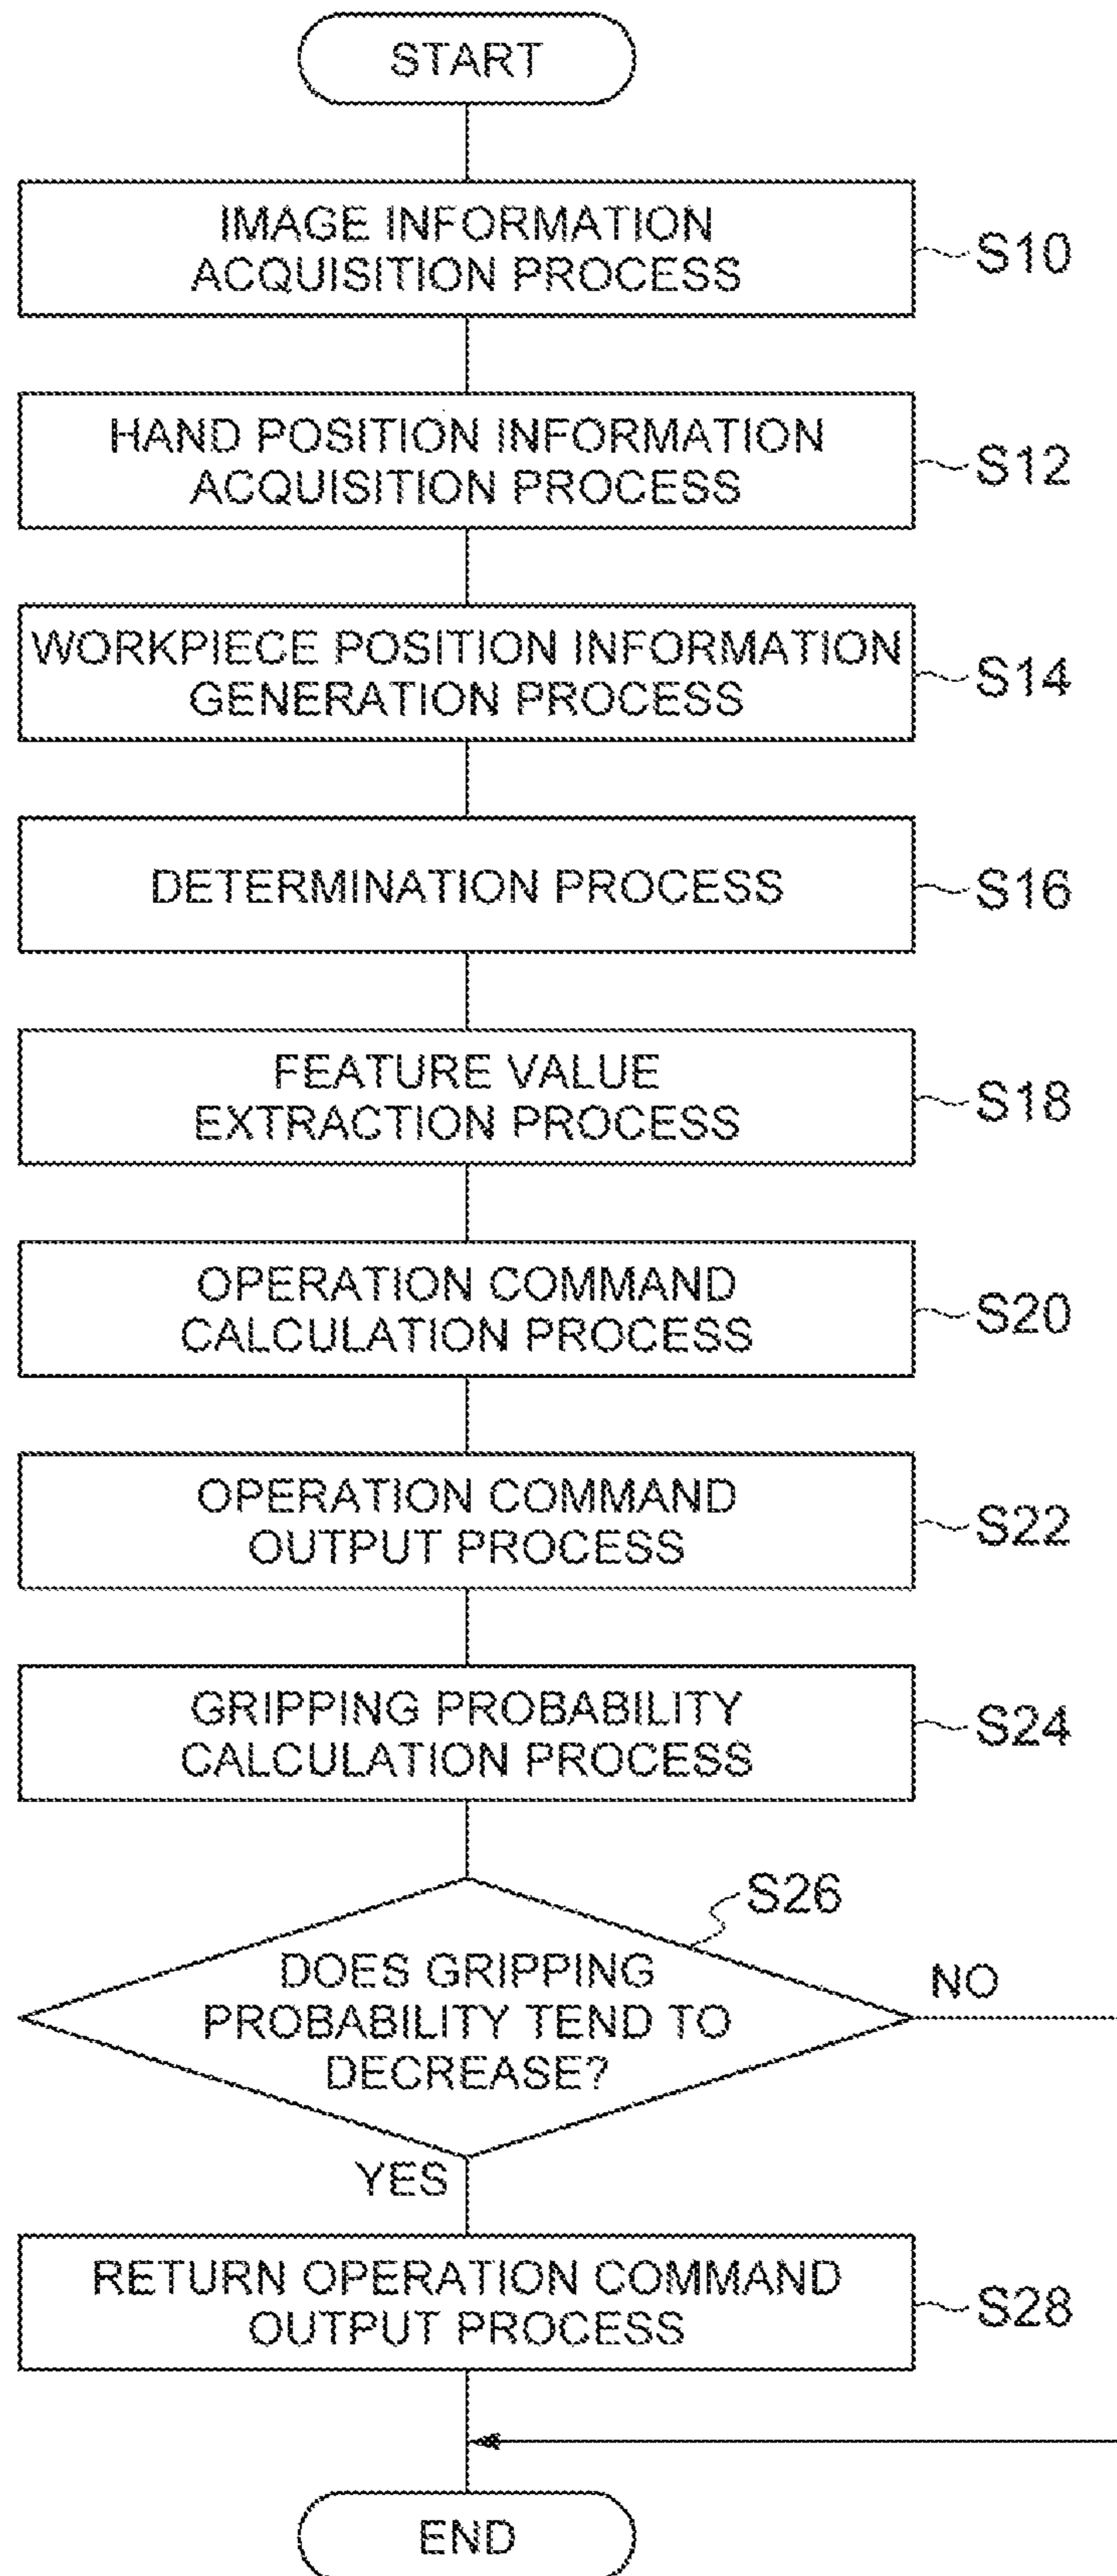 START
IMAGE INFORMATION
ACQUISITION PROCESS
S10
HAND POSITION INFORMATION
ACQUISITION PROCESS
S12
WORKPIECE POSITION INFORMATION
GENERATION PROCESS
S14
DETERMINATION PROCESS
S16
FEATURE VALUE
EXTRACTION PROCESS
S18
OPERATION COMMAND
CALCULATION PROCESS
S20
OPERATION COMMAND
OUTPUT PROCESS
S22
GRIPPING PROBABILITY
CALCULATION PROCESS
S24
S26
DOES GRIPPING
PROBABILITY TEND TO
DECREASE?
NO
YES
RETURN OPERATION COMMAND
OUTPUT PROCESS
S28
END